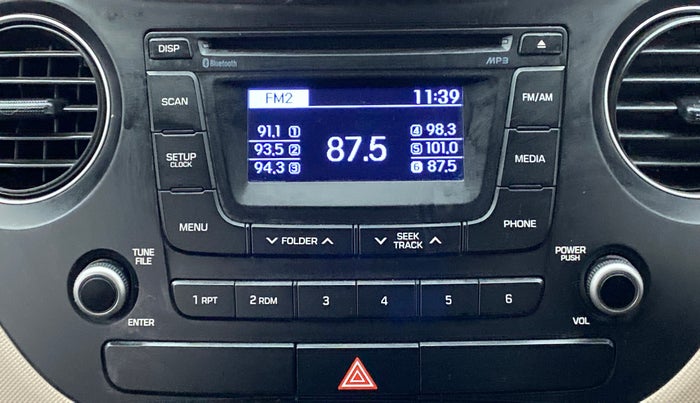 DISP
Bluetooth
MP3
SCAN
FM2 11:39
FM/AM
91.1 1 4 98.3
93.5 2 87.5 5 101.0
94.3 3 6 87.5
SETUP
CLOCK
MEDIA
MENU
FOLDER
SEEK
TRACK
PHONE
TUNE
FILE
POWER
PUSH
1 RPT 2 RDM 3 4 5 6
ENTER
VOL